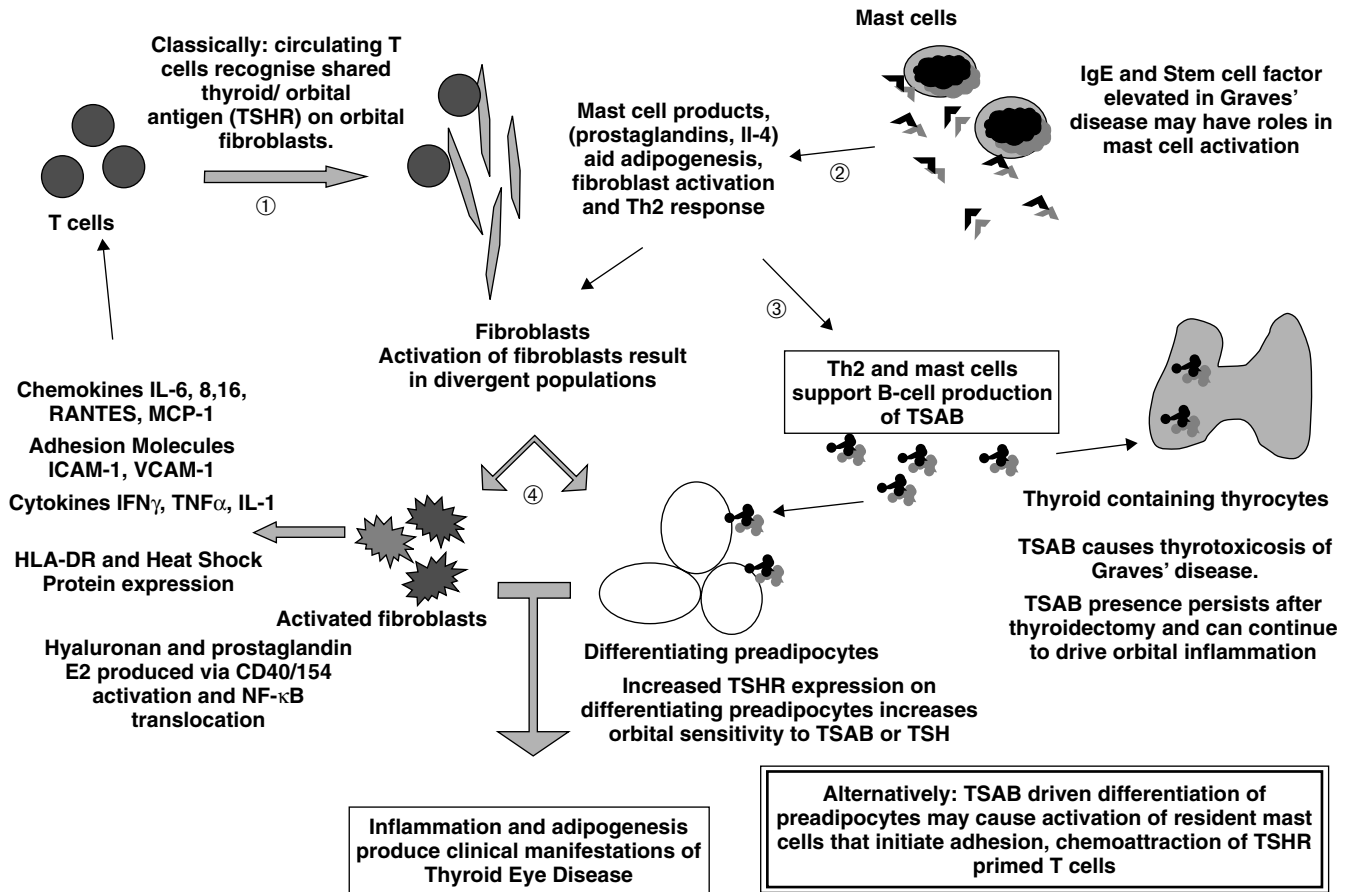 Mast cells
Classically: circulating T
cells recognise shared
thyroid/ orbital
antigen (TSHR) on orbital
fibroblasts.
①
T cells
Mast cell products,
(prostaglandins, Il-4)
aid adipogenesis,
fibroblast activation
and Th2 response
②
IgE and Stem cell factor
elevated in Graves’
disease may have roles in
mast cell activation
③
Fibroblasts
Activation of fibroblasts result
in divergent populations
Th2 and mast cells
support B-cell production
of TSAB
Chemokines IL-6, 8,16,
RANTES, MCP-1
Adhesion Molecules
ICAM-1, VCAM-1
Cytokines IFNγ, TNFα, IL-1
HLA-DR and Heat Shock
Protein expression
④
Activated fibroblasts
Hyaluronan and prostaglandin
E2 produced via CD40/154
activation and NF-κB
translocation
Differentiating preadipocytes
Increased TSHR expression on
differentiating preadipocytes increases
orbital sensitivity to TSAB or TSH
Thyroid containing thyrocytes
TSAB causes thyrotoxicosis of
Graves’ disease.
TSAB presence persists after
thyroidectomy and can continue
to drive orbital inflammation
Inflammation and adipogenesis
produce clinical manifestations of
Thyroid Eye Disease
Alternatively: TSAB driven differentiation of
preadipocytes may cause activation of resident mast
cells that initiate adhesion, chemoattraction of TSHR
primed T cells